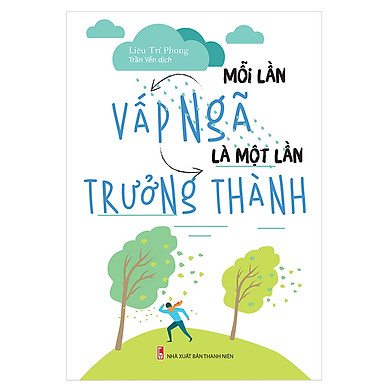 Liêu Trí Phong
Trần Yến dịch
MỖI LẦN
VẤP NGÃ
LÀ MỘT LẦN
TRƯỞNG THÀNH
NHÀ XUẤT BẢN THANH NIÊN